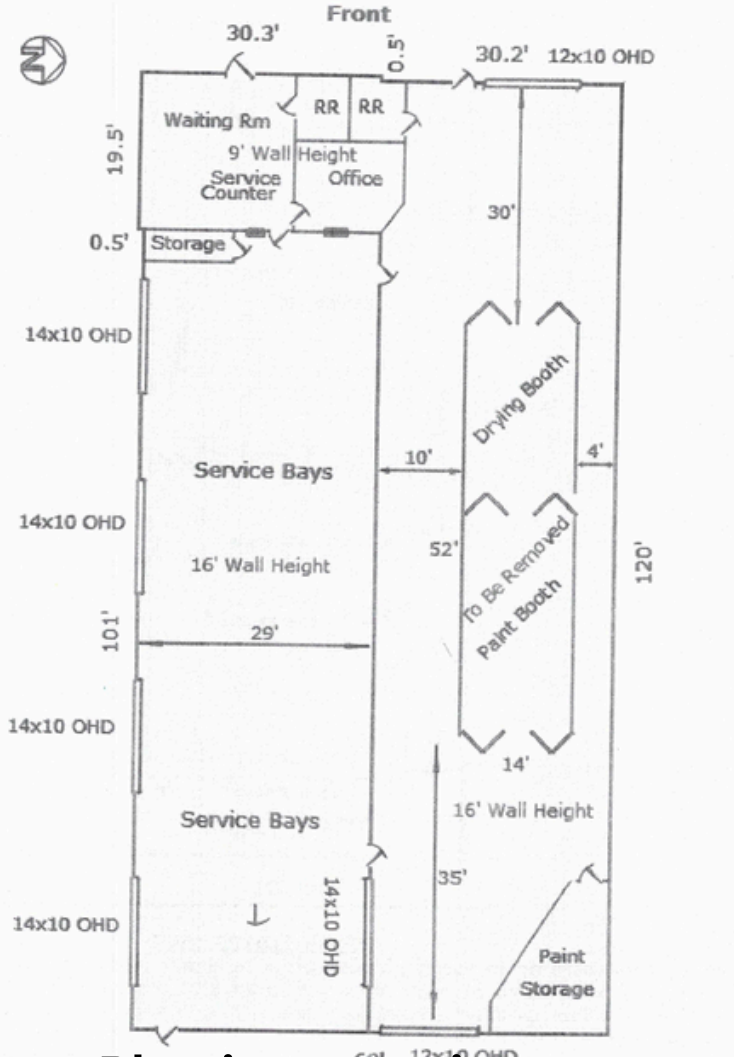 Front
30.3'
0.5'
30.2'
12x10 OHD
N
RR
RR
Waiting Rm
19.5'
9' Wall Height
Service
Counter
Office
30'
0.5'
Storage
14x10 OHD
Drying Booth
10'
4'
Service Bays
14x10 OHD
52'
To Be Removed
Paint Booth
16' Wall Height
120'
101'
29'
14x10 OHD
14'
16' Wall Height
Service Bays
35'
14x10 OHD
14x10 OHD
Paint
Storage
12x10 OHD